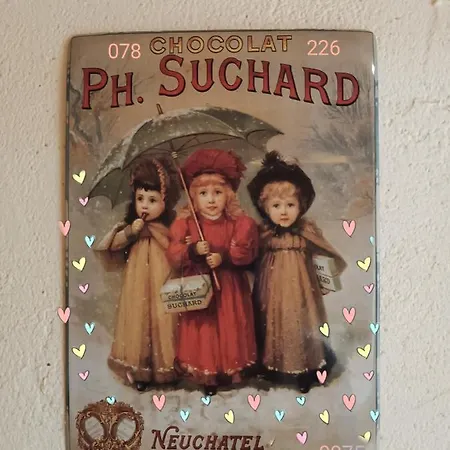 078 CHOCOLAT 226
PH. SUCHARD
CHOCOLAT
SUCHARD
NEUCHATEL